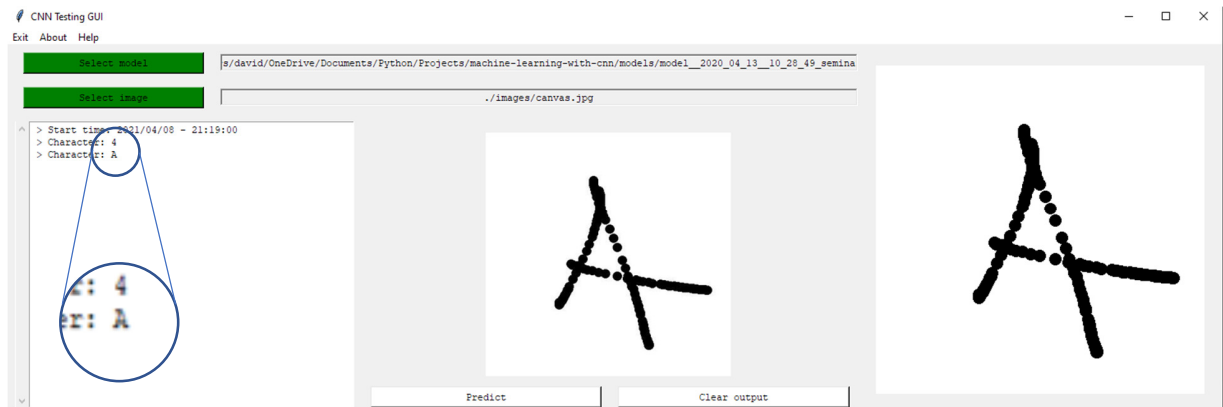 CNN Testing GUI
Exit About Help
Select model
s/david/OneDrive/Documents/Python/Projects/machine-learning-with-cnn/models/model__2020_04_13__10_28_49_semina
Select image
./images/canvas.jpg
> Start time: 2021/04/08 - 21:19:00
> Character: 4
> Character: A
r: 4
er: A
A
A
Predict
Clear output